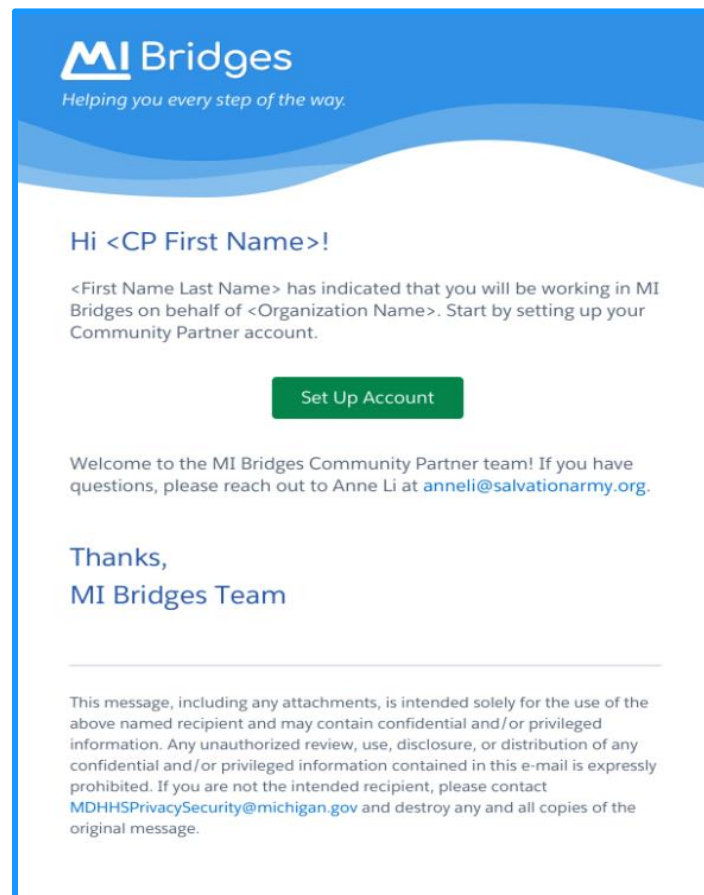 MI Bridges
Helping you every step of the way.
Hi <CP First Name>!
<First Name Last Name> has indicated that you will be working in MI
Bridges on behalf of <Organization Name>. Start by setting up your
Community Partner account.
Set Up Account
Welcome to the MI Bridges Community Partner team! If you have
questions, please reach out to Anne Li at anneli@salvationarmy.org.
Thanks,
MI Bridges Team
This message, including any attachments, is intended solely for the use of the
above named recipient and may contain confidential and/or privileged
information. Any unauthorized review, use, disclosure, or distribution of any
confidential and/or privileged information contained in this e-mail is expressly
prohibited. If you are not the intended recipient, please contact
MDHHSPrivacySecurity@michigan.gov and destroy any and all copies of the
original message.